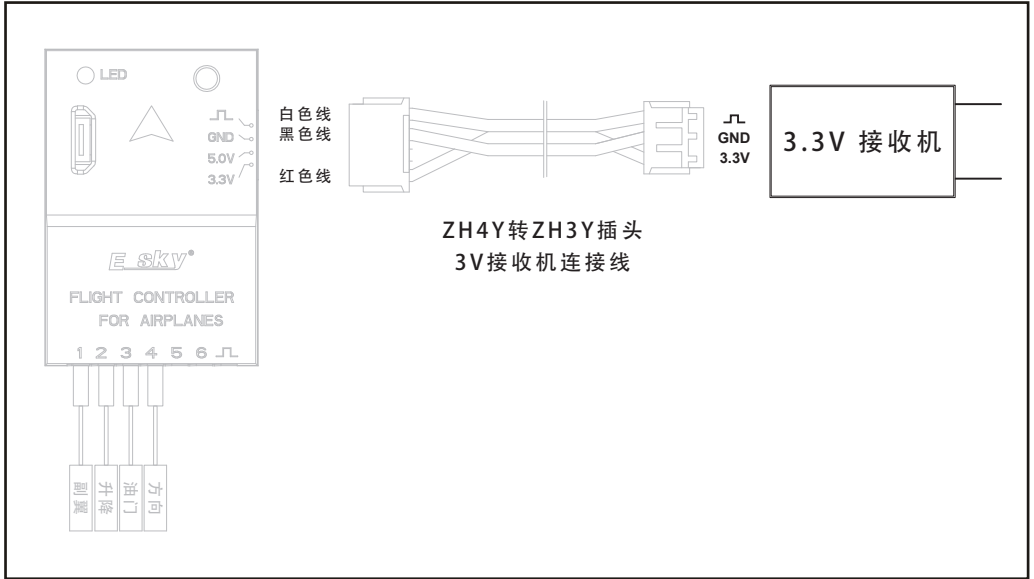 LED
GND
5.0V
3.3V
白色线
黑色线
红色线
GND
3.3V
3.3V 接收机
ZH4Y转ZH3Y插头
3V接收机连接线
E sky®
FLIGHT CONTROLLER
FOR AIRPLANES
1 2 3 4 5 6
副翼
升降
油门
方向